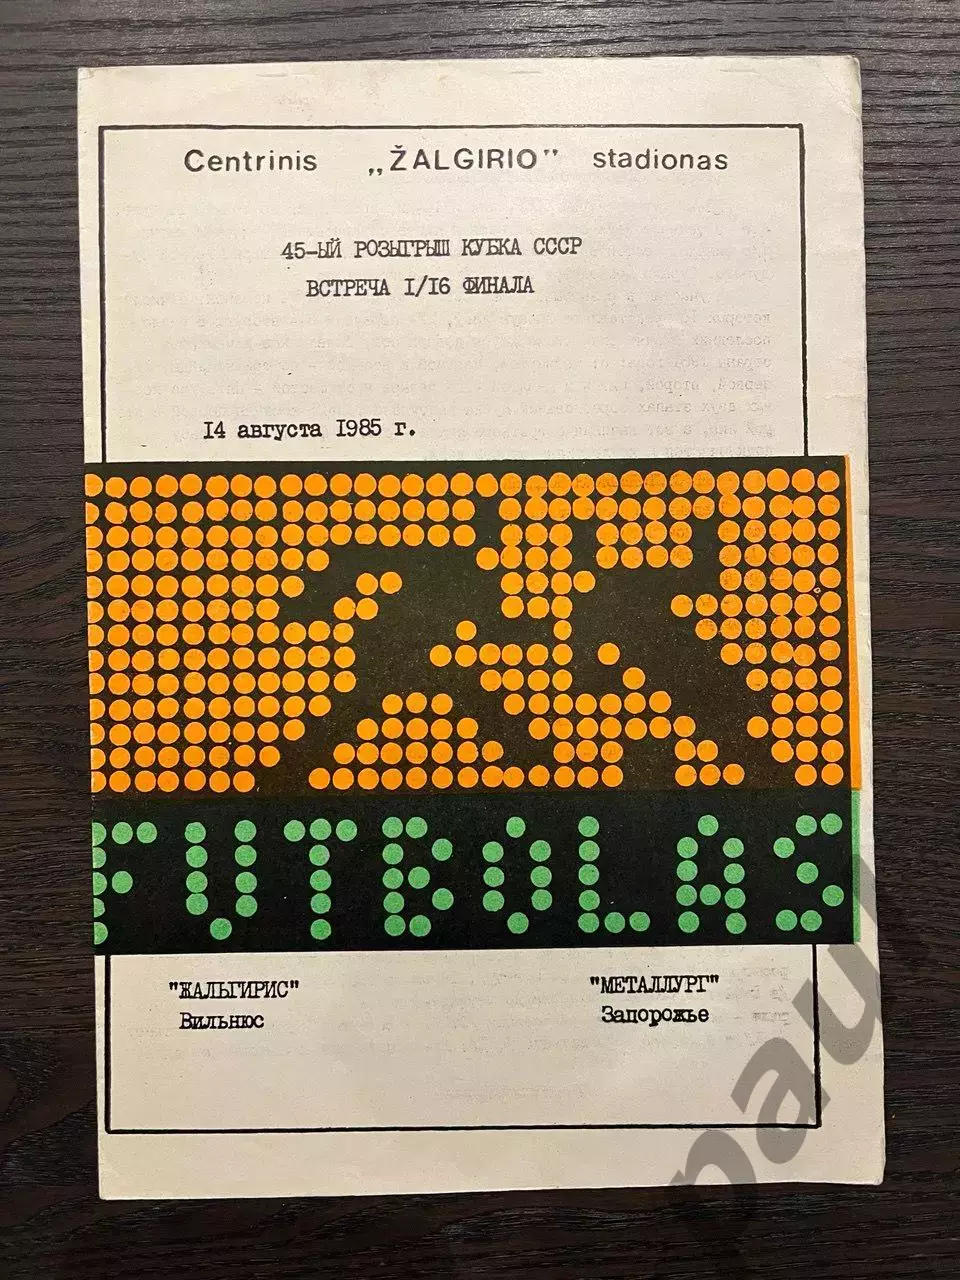 Centrinis „ŽALGIRIO" stadionas
45-ЫЙ РОЗЫГРЫШ КУБКА СССР
ВСТРЕЧА I/I6 ФИНАЛА
I4 августа I985 г.
FUTBOLAS
"ЖАЛЬГИРИС" "МЕТАЛЛУРГ"
Вильнюс Запорожье
pau